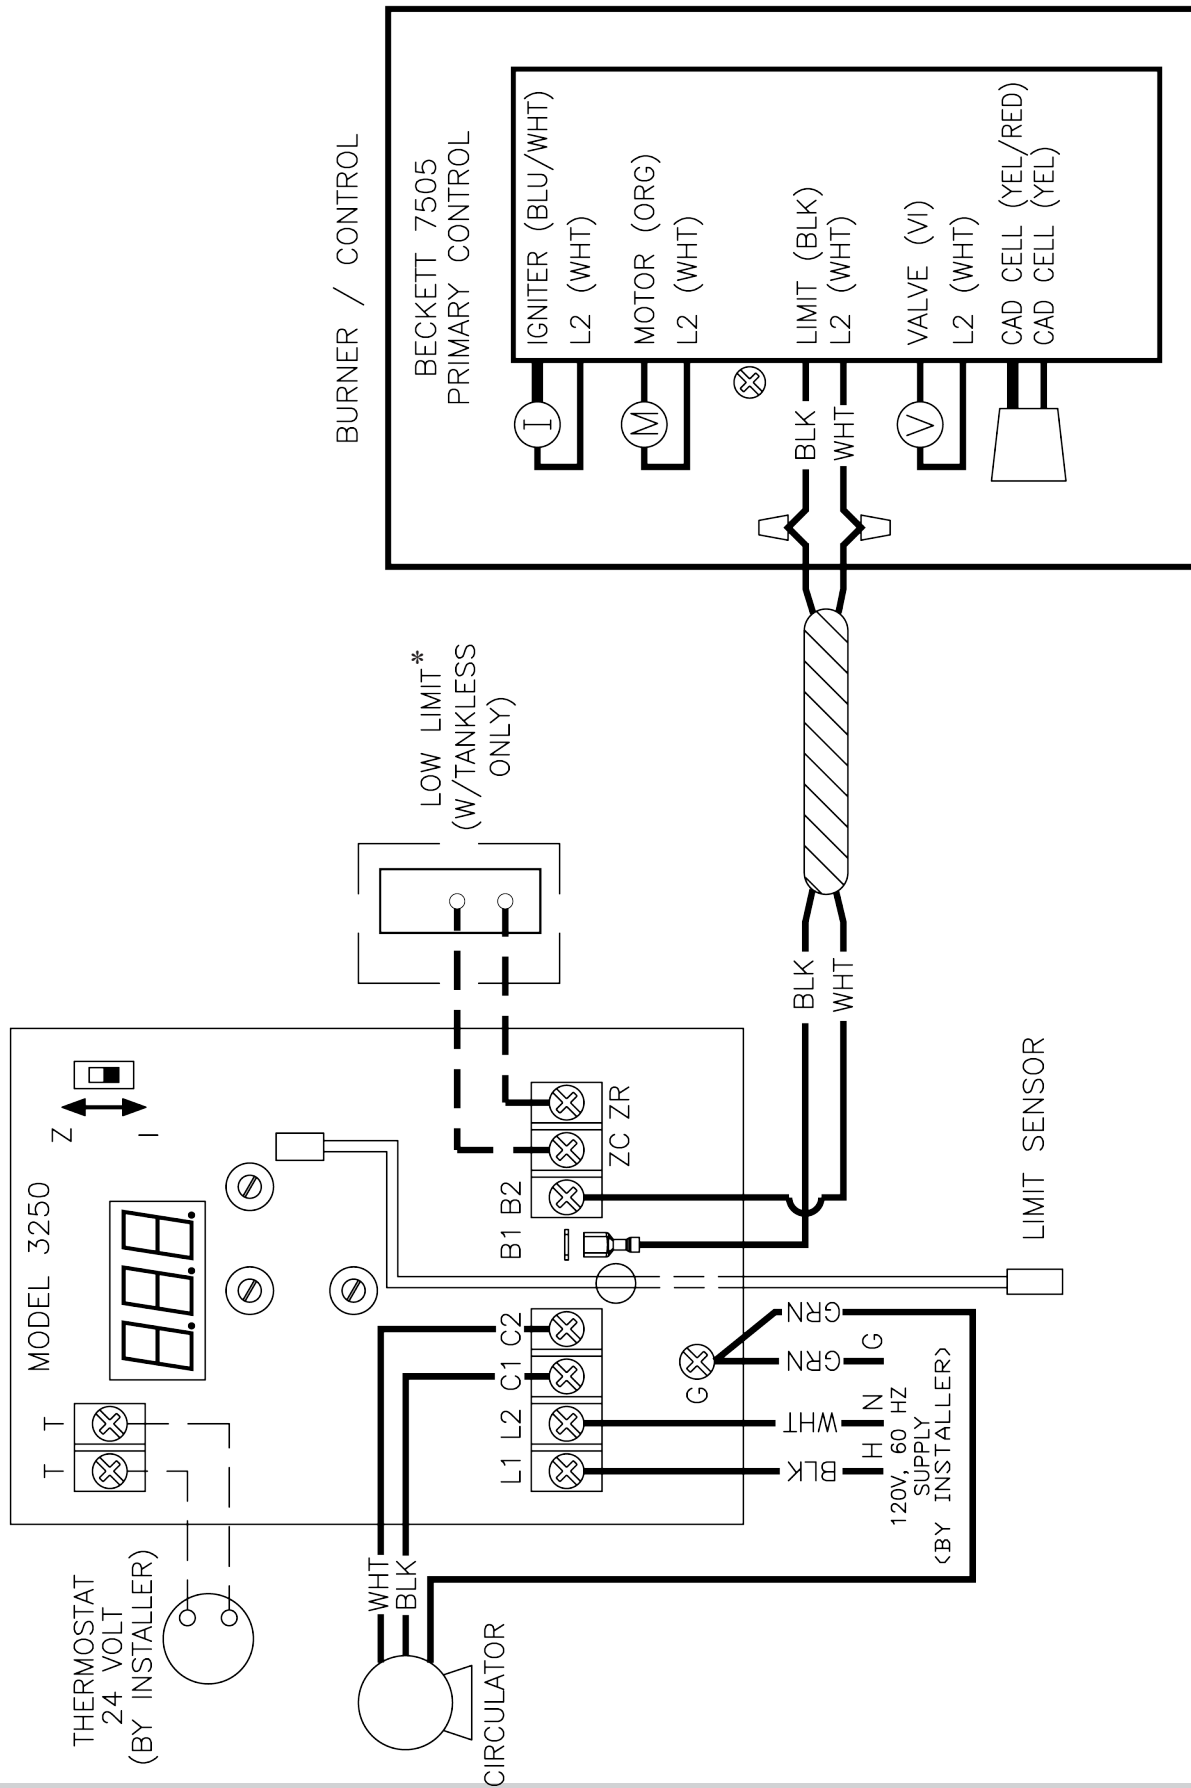 THERMOSTAT
24 VOLT
(BY INSTALLER)
T T
MODEL 3250
Z
I
BURNER / CONTROL
BECKETT 7505
PRIMARY CONTROL
IGNITER (BLU/WHT)
L2 (WHT)
MOTOR (ORG)
L2 (WHT)
LIMIT (BLK)
L2 (WHT)
VALVE (VI)
L2 (WHT)
CAD CELL (YEL/RED)
CAD CELL (YEL)
I
M
V
BLK
WHT
LOW LIMIT*
(W/TANKLESS
ONLY)
WHT
BLK
CIRCULATOR
L1 L2 C1 C2 B1 B2
ZC ZR
G
BLK
WHT
GRN
GRN
H N G
120V, 60 HZ
SUPPLY
<BY INSTALLER>
BLK
WHT
LIMIT SENSOR